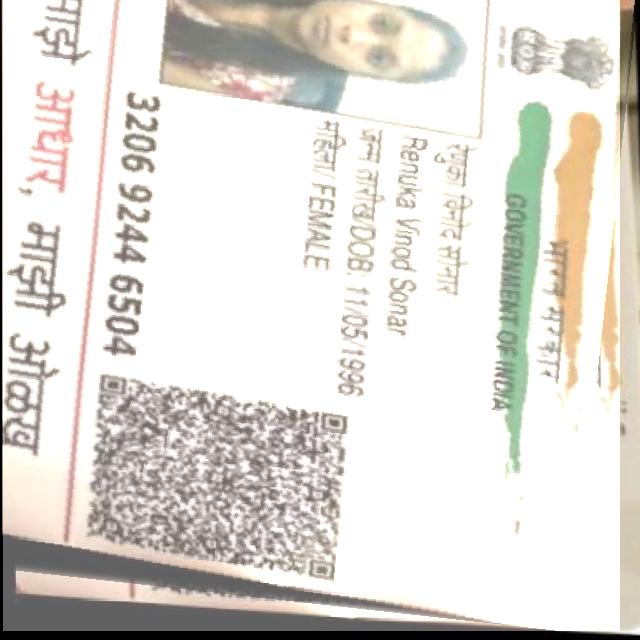 भारत सरकार
GOVERNMENT OF INDIA
रेणुका विनोद सोनार
Renuka Vinod Sonar
जन्म तारीख/ DOB: 11/05/1996
महिला/ FEMALE
3206 9244 6504
माझे आधार, माझी ओळख